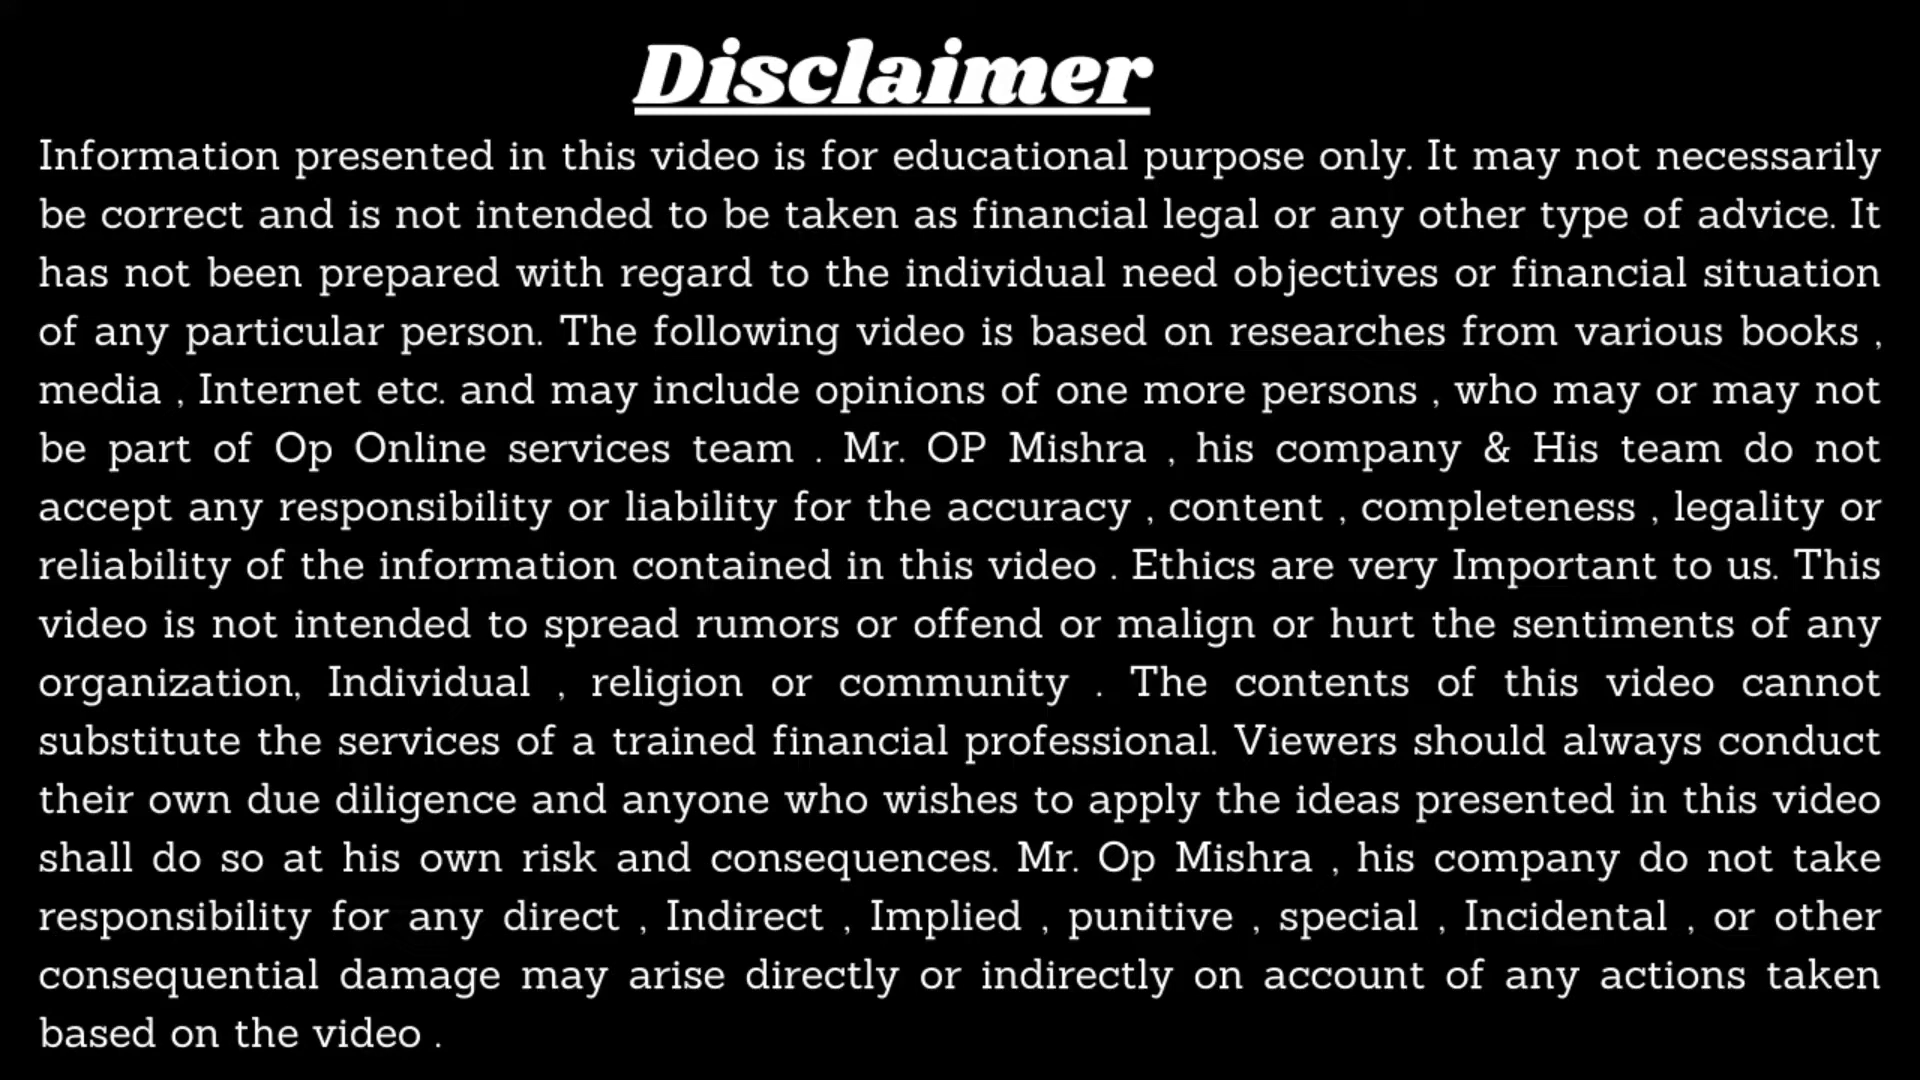 Disclaimer
Information presented in this video is for educational purpose only. It may not necessarily
be correct and is not intended to be taken as financial legal or any other type of advice. It
has not been prepared with regard to the individual need objectives or financial situation
of any particular person. The following video is based on researches from various books ,
media , Internet etc. and may include opinions of one more persons , who may or may not
be part of Op Online services team . Mr. OP Mishra , his company & His team do not
accept any responsibility or liability for the accuracy , content , completeness , legality or
reliability of the information contained in this video . Ethics are very Important to us. This
video is not intended to spread rumors or offend or malign or hurt the sentiments of any
organization, Individual , religion or community . The contents of this video cannot
substitute the services of a trained financial professional. Viewers should always conduct
their own due diligence and anyone who wishes to apply the ideas presented in this video
shall do so at his own risk and consequences. Mr. Op Mishra , his company do not take
responsibility for any direct , Indirect , Implied , punitive , special , Incidental , or other
consequential damage may arise directly or indirectly on account of any actions taken
based on the video .